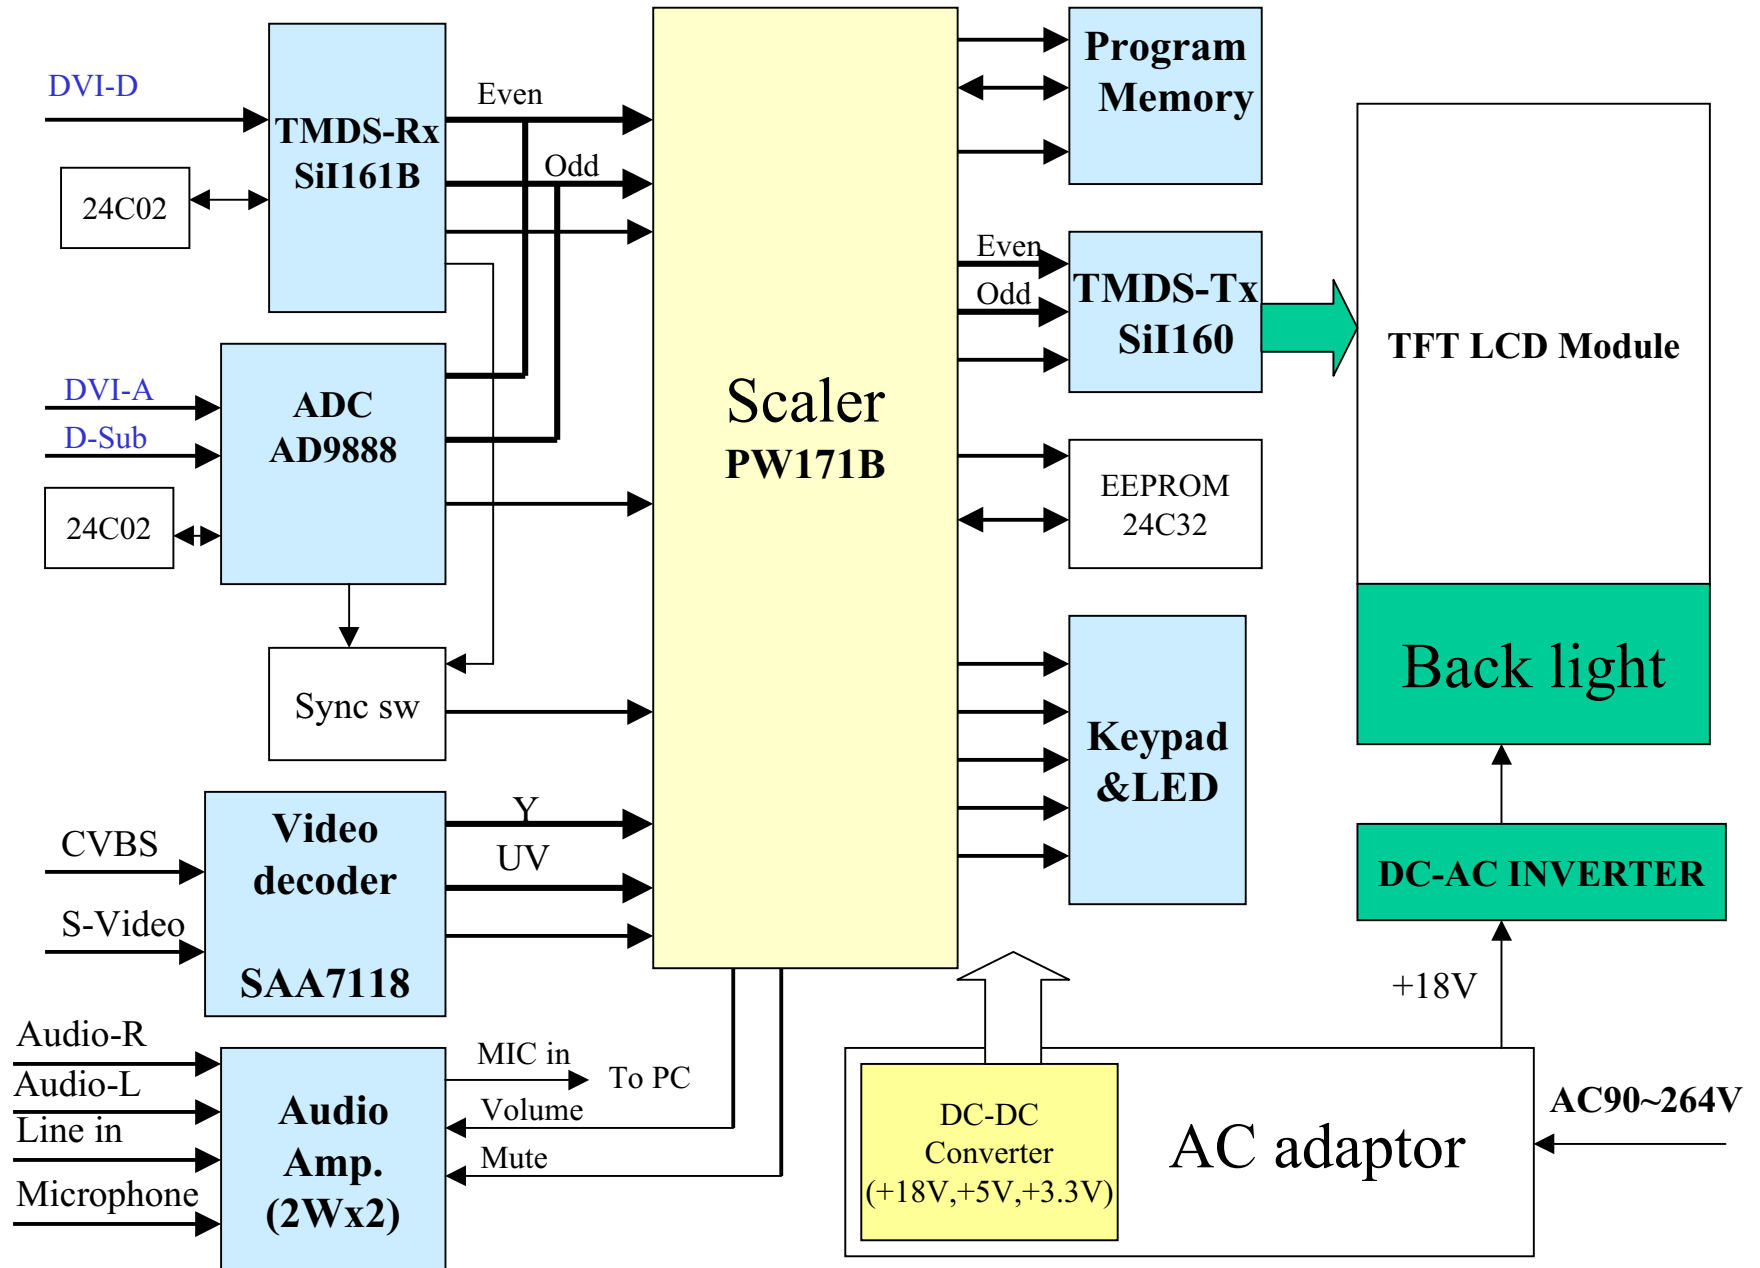 DVI-D
TMDS-Rx
SiI161B
24C02
Even
Odd
DVI-A
D-Sub
ADC
AD9888
24C02
Sync sw
CVBS
S-Video
Video
decoder
SAA7118
Y
UV
Audio-R
Audio-L
Line in
Microphone
Audio
Amp.
(2Wx2)
MIC in
To PC
Volume
Mute
Scaler
PW171B
Program
Memory
Even
Odd
TMDS-Tx
SiI160
EEPROM
24C32
Keypad
&LED
TFT LCD Module
Back light
DC-AC INVERTER
+18V
DC-DC
Converter
(+18V,+5V,+3.3V)
AC adaptor
AC90~264V